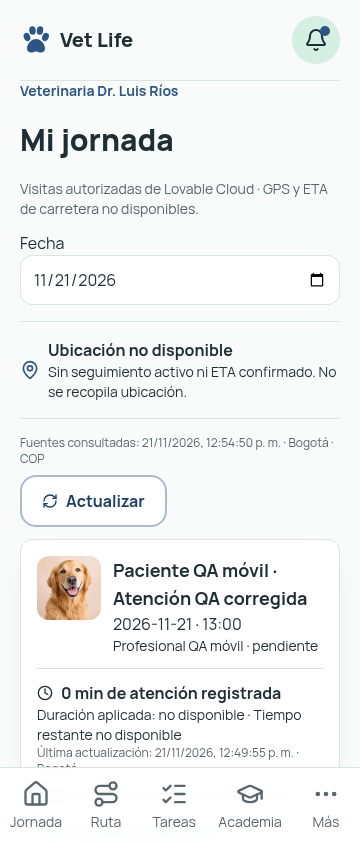 Vet Life
Veterinaria Dr. Luis Ríos
Mi jornada
Visitas autorizadas de Lovable Cloud · GPS y ETA
de carretera no disponibles.
Fecha
11/21/2026
Ubicación no disponible
Sin seguimiento activo ni ETA confirmado. No
se recopila ubicación.
Fuentes consultadas: 21/11/2026, 12:54:50 p. m. · Bogotá ·
COP
Actualizar
Paciente QA móvil ·
Atención QA corregida
2026-11-21 · 13:00
Profesional QA móvil · pendiente
0 min de atención registrada
Duración aplicada: no disponible · Tiempo
restante no disponible
Última actualización: 21/11/2026, 12:49:55 p. m. ·
Jornada
Ruta
Tareas
Academia
Más